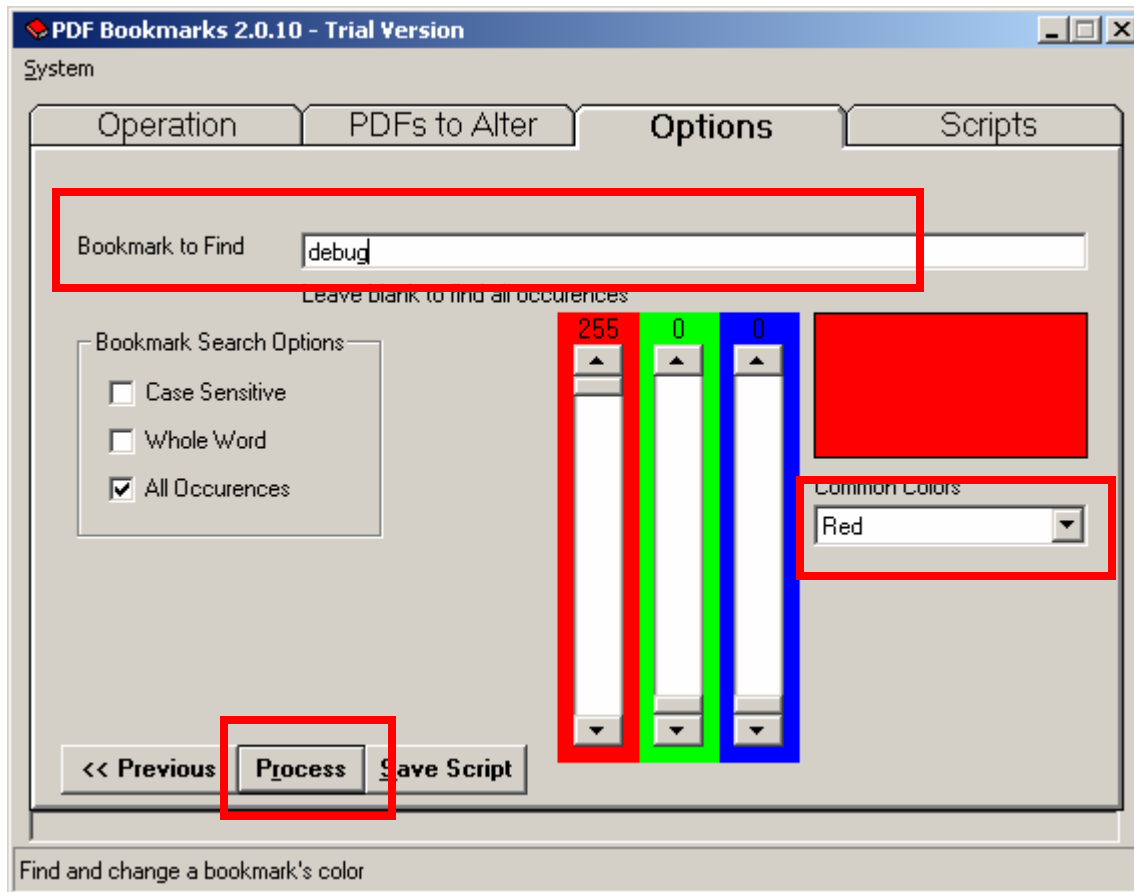 PDF Bookmarks 2.0.10 - Trial Version
System
Operation PDFs to Alter Options Scripts
Bookmark to Find debug
Leave blank to find all occurences
255 0 0
Bookmark Search Options
Case Sensitive
Whole Word
All Occurences
Common Colors
Red
<< Previous Process Save Script
Find and change a bookmark's color